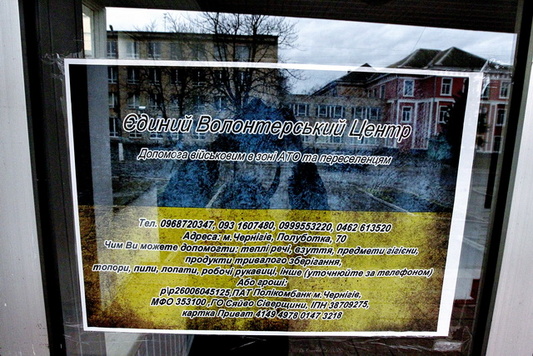 Єдиний Волонтерський Центр
Допомога військовим в зоні АТО та переселенцям
Тел. 0968720347, 093 1607480, 0999553220, 0462 613520
Адреса: м.Чернігів, Полуботка, 70
Чим Ви можете допомогти: теплі речі, взуття, предмети гігієни,
продукти тривалого зберігання,
топори, пили, лопати, робочі рукавиці, інше (уточнюйте за телефоном)
Або гроші:
р\р26006045125,ПАТ Полікомбанк м. Чернігів,
МФО 353100, ГО Сяйво Сіверщини, ІПН 38709275,
картка Приват 4149 4978 0147 3218